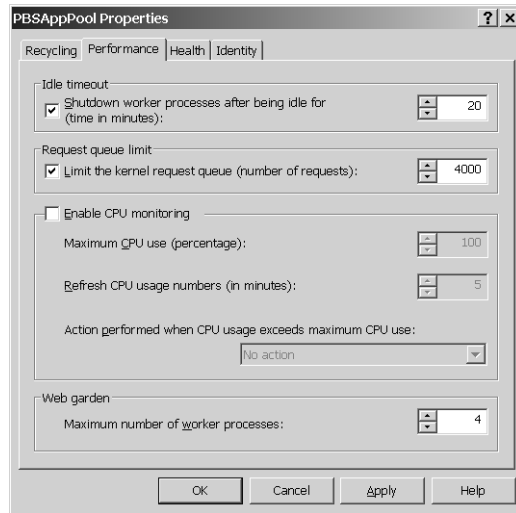 PBSAppPool Properties ? ×
Recycling Performance Health Identity
Idle timeout
Shutdown worker processes after being idle for
(time in minutes): 20
Request queue limit
Limit the kernel request queue (number of requests): 4000
Enable CPU monitoring
Maximum CPU use (percentage): 100
Refresh CPU usage numbers (in minutes): 5
Action performed when CPU usage exceeds maximum CPU use:
No action
Web garden
Maximum number of worker processes: 4
OK Cancel Apply Help